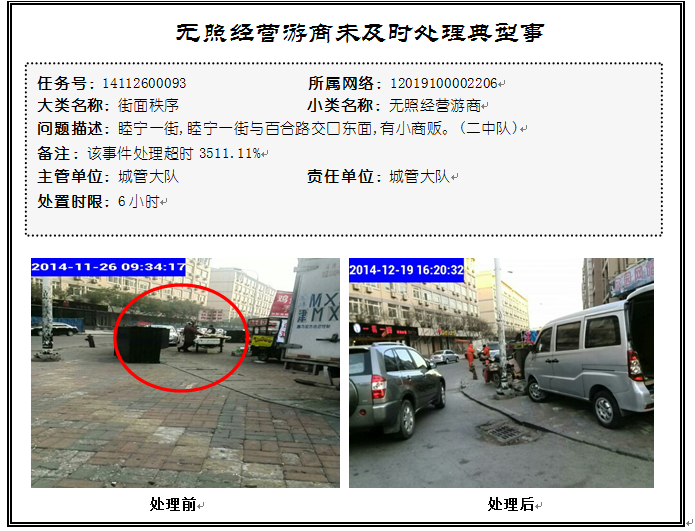 无照经营游商未及时处理典型事
任务号：14112600093 所属网络：12019100002206
大类名称：街面秩序 小类名称：无照经营游商
问题描述：睦宁一街,睦宁一街与百合路交口东面,有小商贩。(二中队)
备注：该事件处理超时 3511.11%
主管单位：城管大队 责任单位：城管大队
处置时限：6 小时
2014-11-26 09:34:17
2014-12-19 16:20:32
鸡
津
MX
MX
处理前 处理后